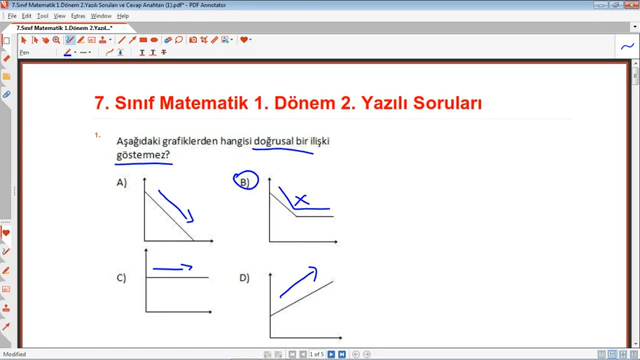 7.Sınıf Matematik 1.Dönem 2.Yazılı Soruları ve Cevap Anahtarı (1).pdf* - PDF Annotator
File Edit Tool View Extras Window Help
7.Sınıf Matematik 1.Dönem 2.Yazıl...*
Pen
7. Sınıf Matematik 1. Dönem 2. Yazılı Soruları
1.
Aşağıdaki grafiklerden hangisi doğrusal bir ilişki
göstermez?
A)
B)
C)
D)
1 of 5
Modified